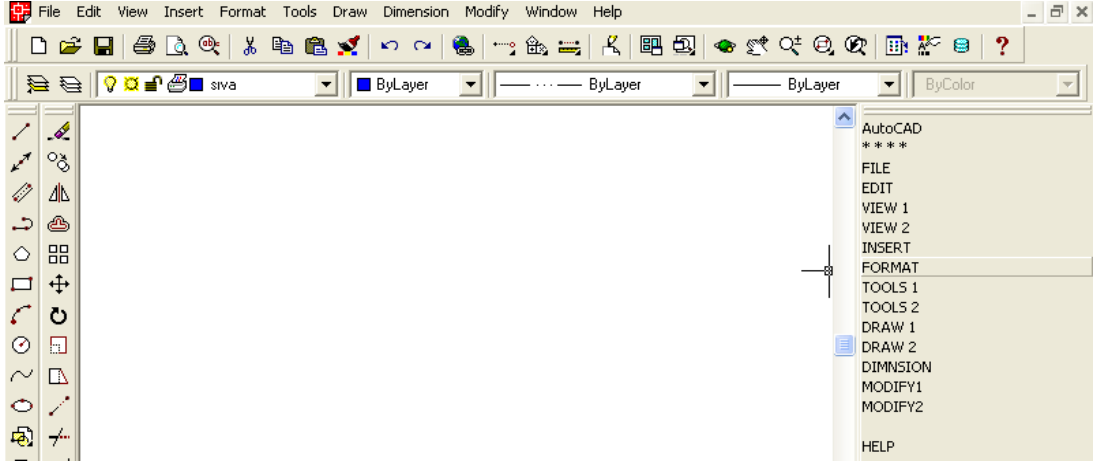 File Edit View Insert Format Tools Draw Dimension Modify Window Help
siva ByLayer ByLayer ByLayer ByColor
AutoCAD
* * * *
FILE
EDIT
VIEW 1
VIEW 2
INSERT
FORMAT
TOOLS 1
TOOLS 2
DRAW 1
DRAW 2
DIMNSION
MODIFY1
MODIFY2
HELP